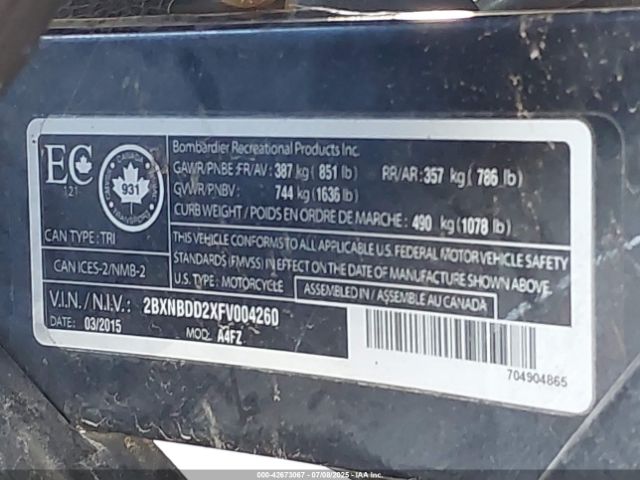 EC
121
CANADA
931
TRANSPORT
Bombardier Recreational Products Inc.
GAWR/PNBE :FR/AV: 387 kg ( 851 lb) RR/AR: 357 kg ( 786 lb)
GVWR/PNBV : 744 kg (1636 lb)
CURB WEIGHT / POIDS EN ORDRE DE MARCHE : 490 kg (1078 lb)
CAN TYPE: TRI
CAN ICES-2/NMB-2
THIS VEHICLE CONFORMS TO ALL APPLICABLE U.S. FEDERAL MOTOR VEHICLE SAFETY
STANDARDS (FMVSS) IN EFFECT ON THE DATE OF MANUFACTURE SHOWN ABOVE.
U.S. TYPE : MOTORCYCLE
ASSEMBLED IN / ASSEMBLÉ AU CANADA
V.I.N. / N.I.V.: 2BXNBDD2XFV004260
DATE: 03/2015 MOD. A4FZ
704904865
000-42673067 - 07/08/2025 - IAA Inc.